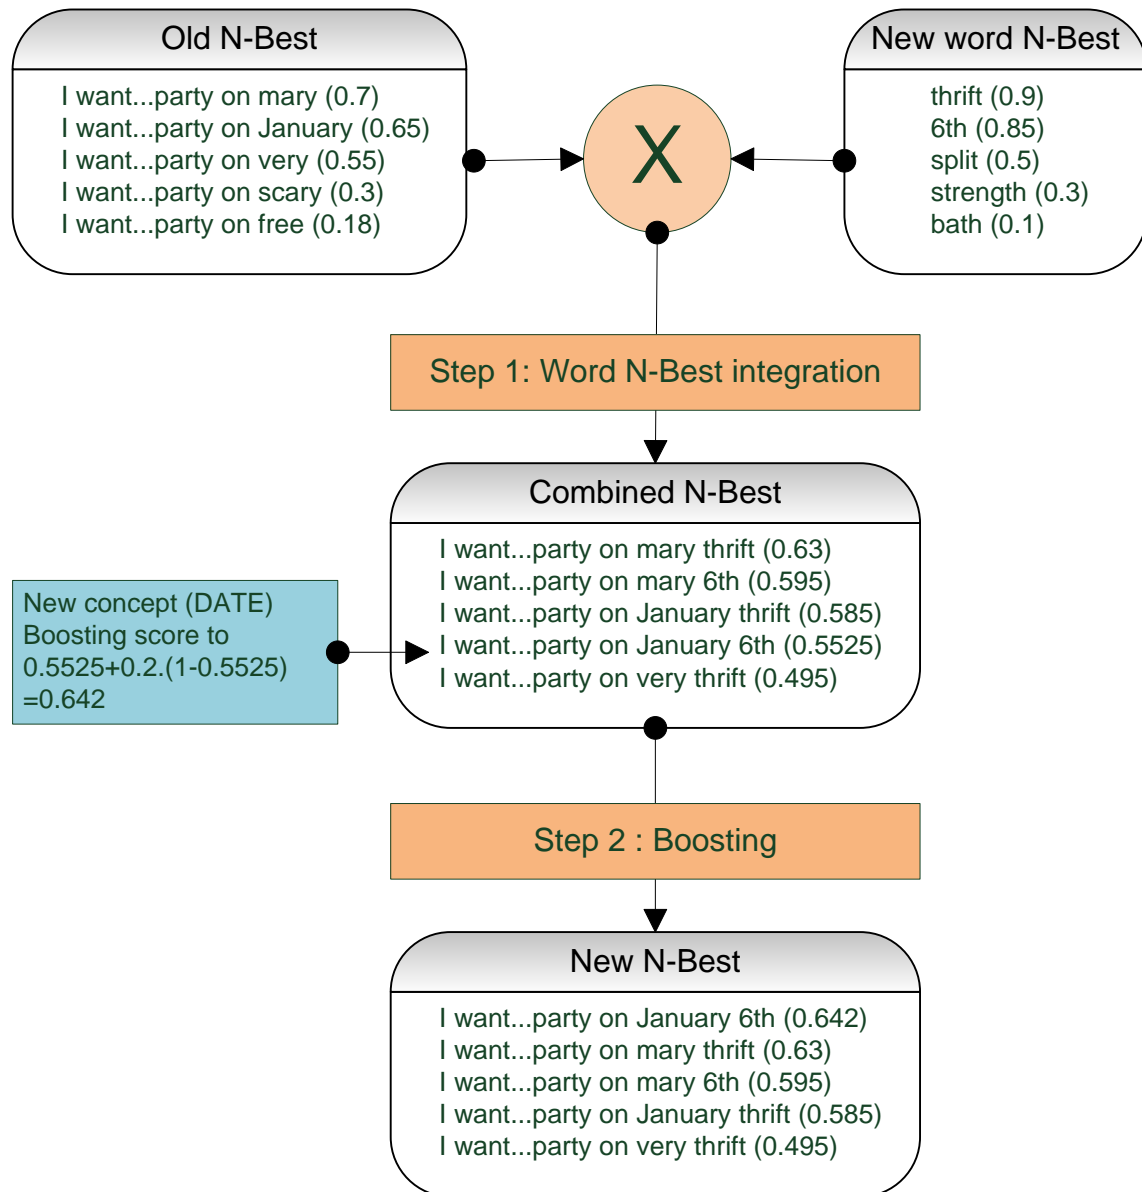 Old N-Best
I want...party on mary (0.7)
I want...party on January (0.65)
I want...party on very (0.55)
I want...party on scary (0.3)
I want...party on free (0.18)
X
New word N-Best
thrift (0.9)
6th (0.85)
split (0.5)
strength (0.3)
bath (0.1)
Step 1: Word N-Best integration
Combined N-Best
I want...party on mary thrift (0.63)
I want...party on mary 6th (0.595)
I want...party on January thrift (0.585)
I want...party on January 6th (0.5525)
I want...party on very thrift (0.495)
New concept (DATE)
Boosting score to
0.5525+0.2.(1-0.5525)
=0.642
Step 2 : Boosting
New N-Best
I want...party on January 6th (0.642)
I want...party on mary thrift (0.63)
I want...party on mary 6th (0.595)
I want...party on January thrift (0.585)
I want...party on very thrift (0.495)